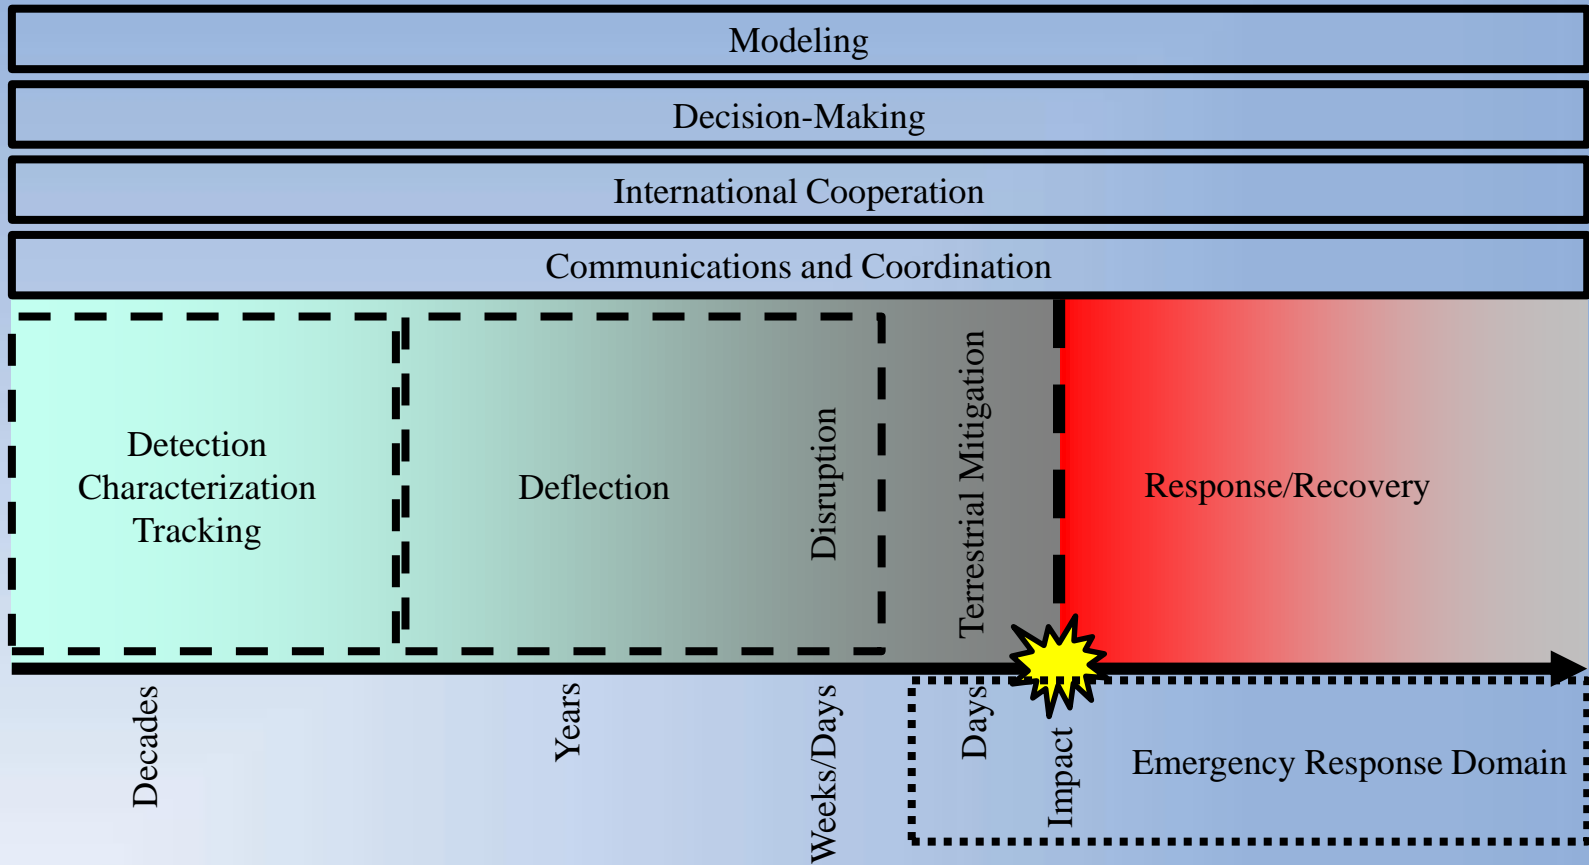 Modeling
Decision-Making
International Cooperation
Communications and Coordination
Detection
Characterization
Tracking
Deflection
Disruption
Terrestrial Mitigation
Response/Recovery
Decades
Years
Weeks/Days
Days
Impact
Emergency Response Domain